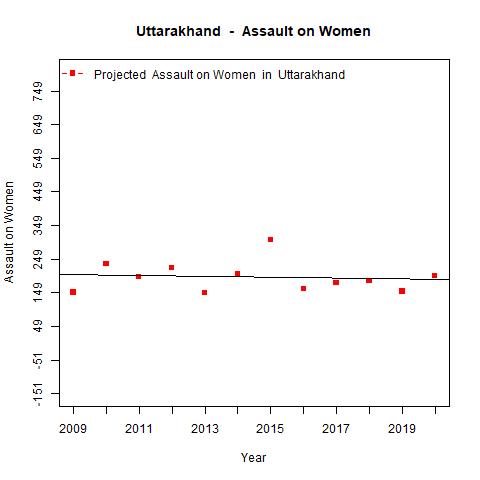 Uttarakhand - Assault on Women
Projected Assault on Women in Uttarakhand
Assault on Women
749
649
549
449
349
249
149
49
-51
-151
2009 2011 2013 2015 2017 2019
Year